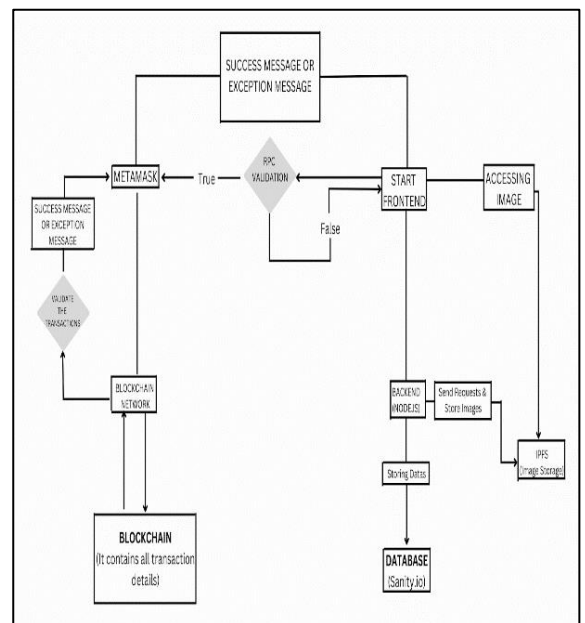 SUCCESS MESSAGE OR
EXCEPTION MESSAGE
RPC
VALIDATION
True
False
METAMASK
START
FRONTEND
ACCESSING
IMAGE
SUCCESS MESSAGE
OR EXCEPTION
MESSAGE
VALIDATE
THE
TRANSACTIONS
BLOCKCHAIN
NETWORK
BACKEND
(NODEJS)
Send Requests &
Store Images
IPFS
(Image Storage)
Storing Datas
BLOCKCHAIN
(It contains all transaction
details)
DATABASE
(Sanity.io)